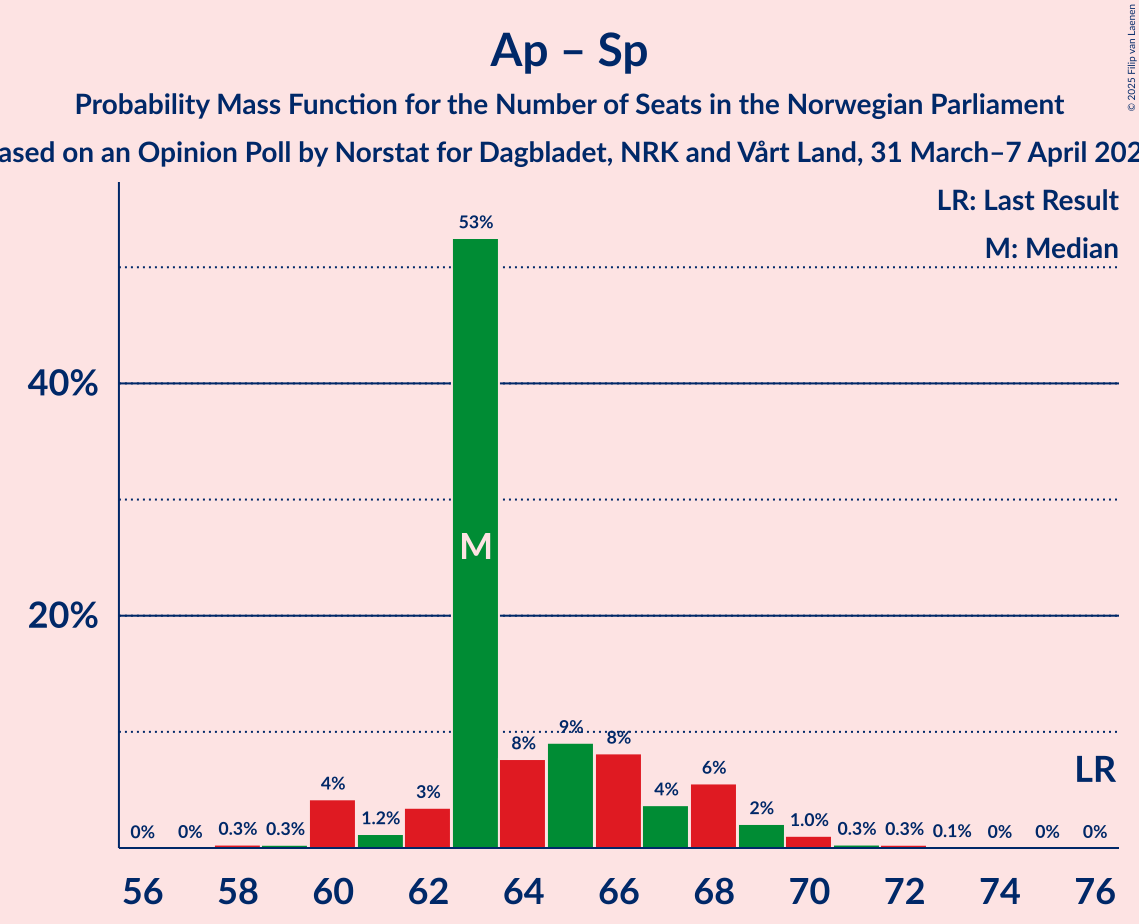 Ap – Sp
Probability Mass Function for the Number of Seats in the Norwegian Parliament
ased on an Opinion Poll by Norstat for Dagbladet, NRK and Vårt Land, 31 March–7 April 202
© 2025 Filip van Laenen
LR: Last Result
M: Median
53%
40%
M
20%
9%
8% 8%
6%
LR
4% 4%
3%
2%
1.2% 1.0%
0% 0% 0.3% 0.3% 0.3% 0.3% 0.1% 0% 0% 0%
56 58 60 62 64 66 68 70 72 74 76